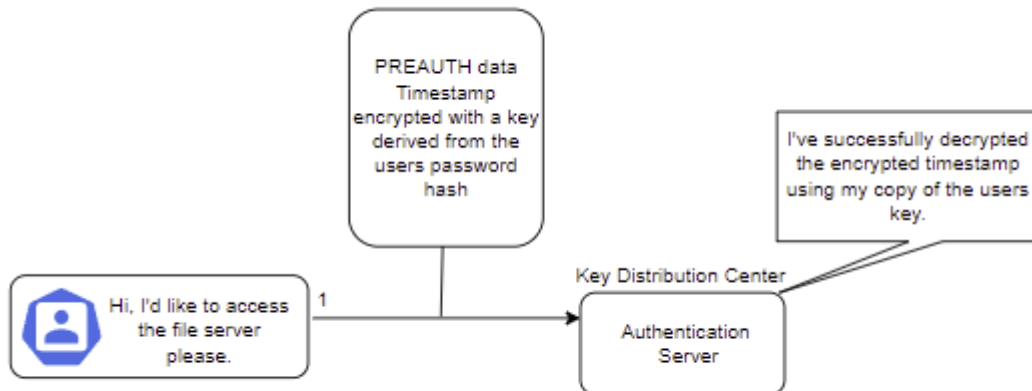 PREAUTH data
Timestamp
encrypted with a key
derived from the
users password
hash
I've successfully decrypted
the encrypted timestamp
using my copy of the users
key.
Hi, I'd like to access
the file server
please.
1
Key Distribution Center
Authentication
Server